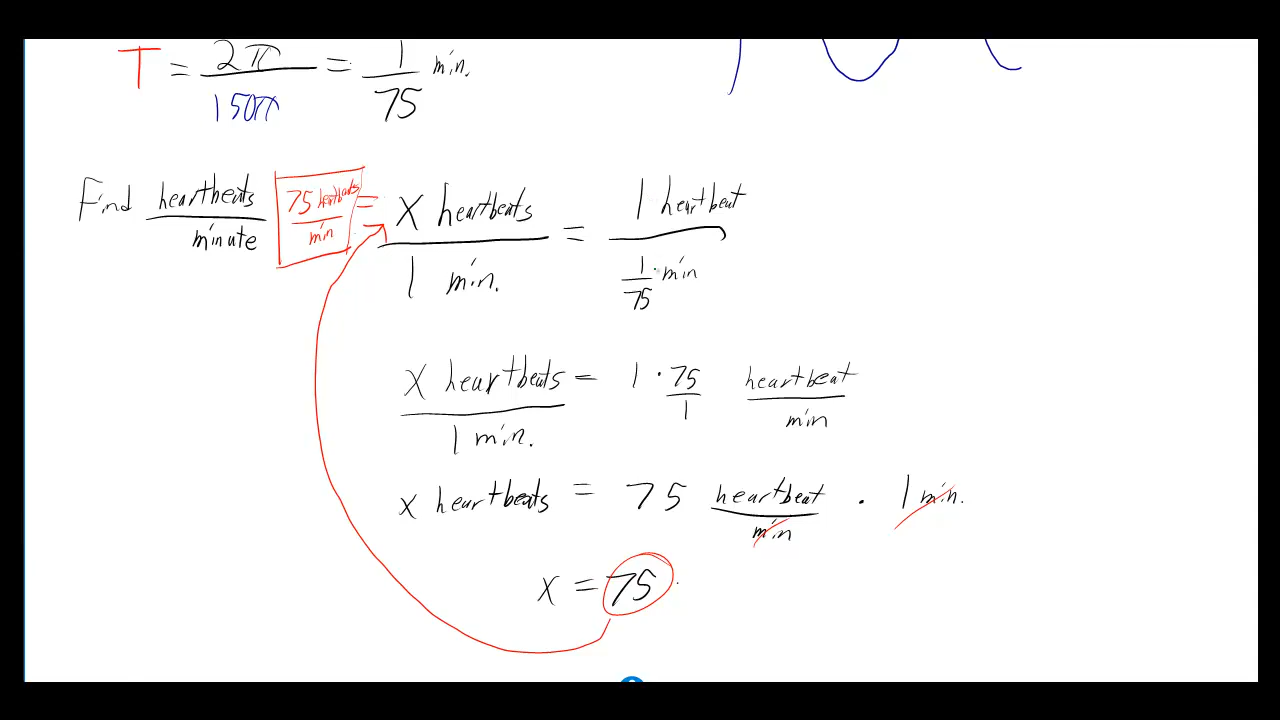 T = 2π / 150π = 1 / 75 min.
Find heartbeats / minute 75 heartbeats / min = x heartbeats / 1 min. = 1 heartbeat / 1/75 · min
x heartbeats / 1 min. = 1 · 75 / 1 heartbeat / min
x heartbeats = 75 heartbeat / min · 1 min.
x = 75